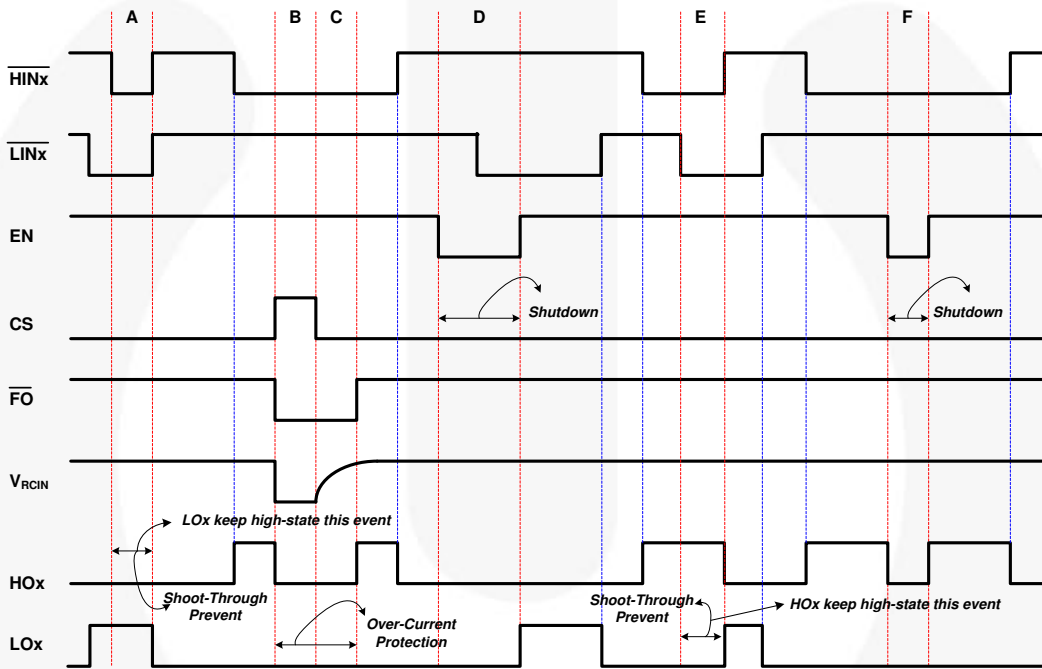 A B C D E F
HINx
LINx
EN
Shutdown
Shutdown
CS
FO
VRCIN
LOx keep high-state this event
HOx
Shoot-Through
Prevent
Over-Current
Protection
Shoot-Through
Prevent
HOx keep high-state this event
LOx